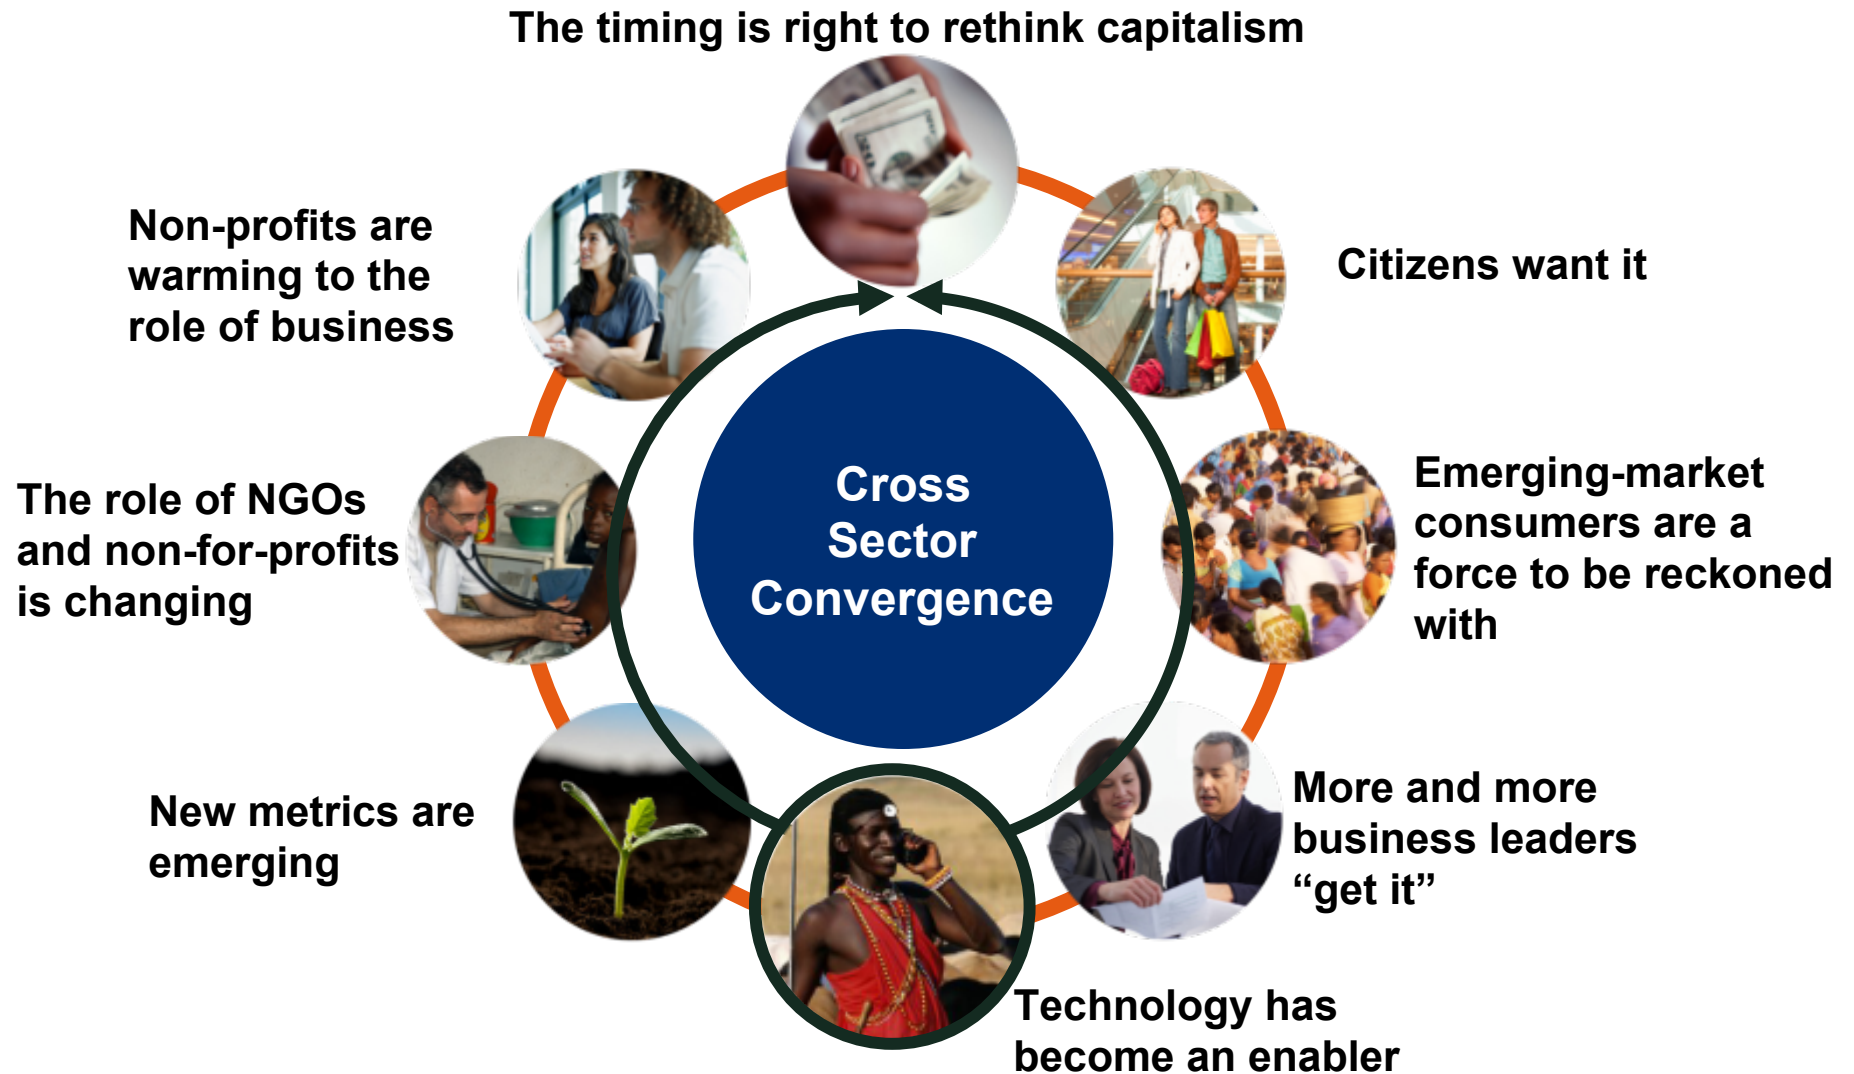 The timing is right to rethink capitalism
Non-profits are
warming to the
role of business
Citizens want it
The role of NGOs
and non-for-profits
is changing
Cross
Sector
Convergence
Emerging-market
consumers are a
force to be reckoned
with
New metrics are
emerging
More and more
business leaders
“get it”
Technology has
become an enabler